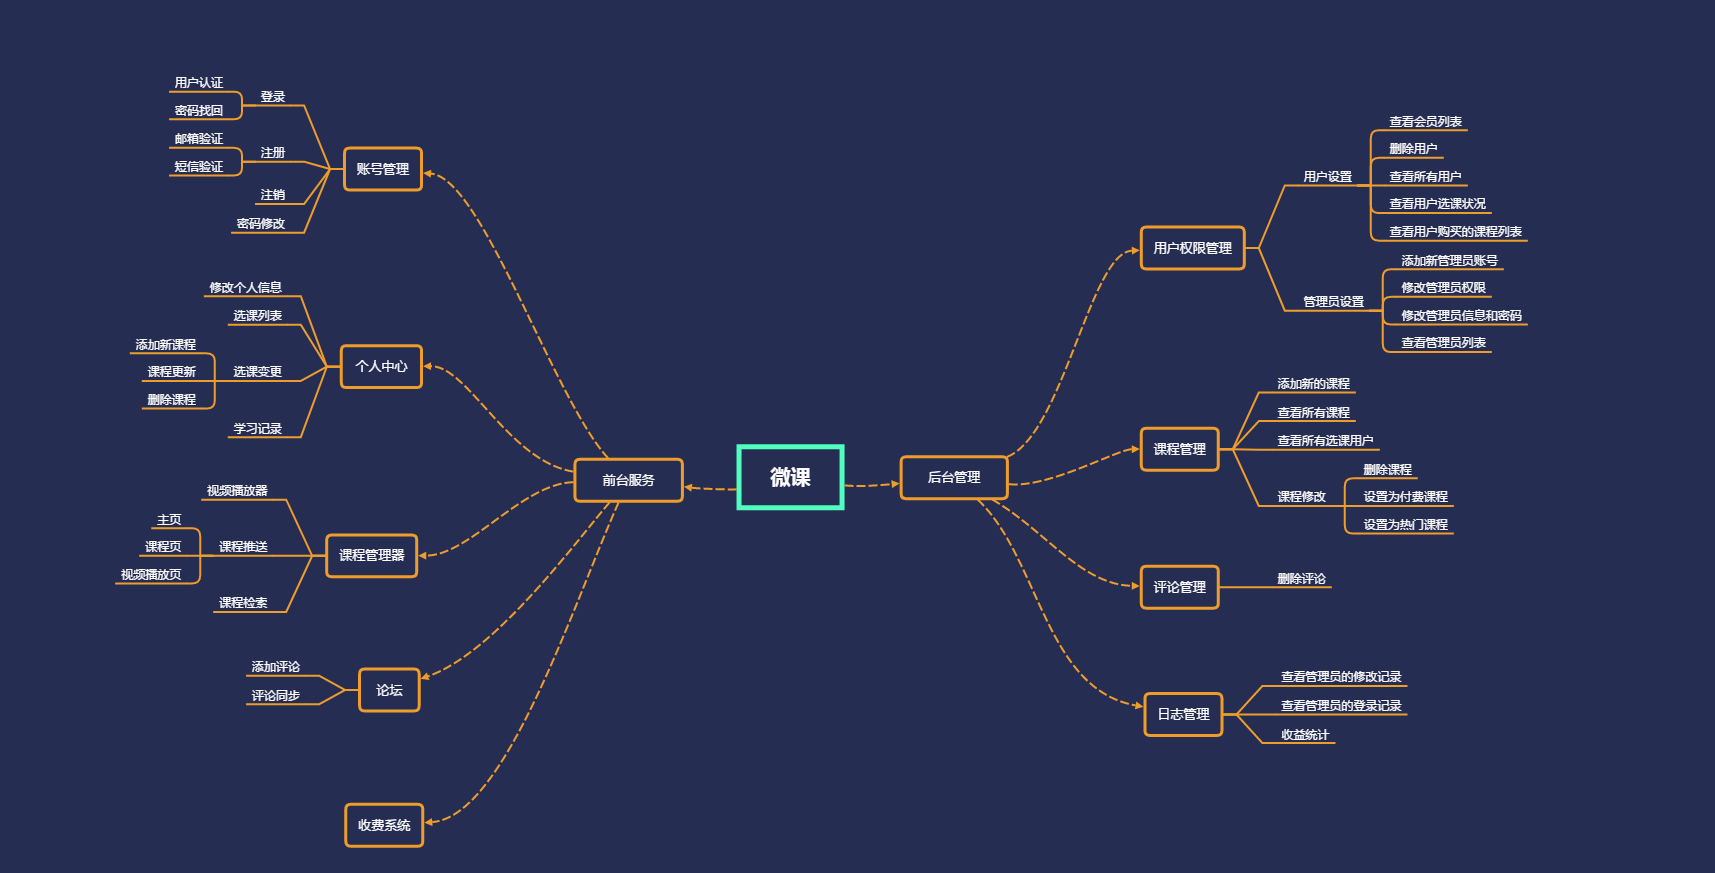 微课
前台服务
账号管理
登录
用户认证
密码找回
注册
邮箱验证
短信验证
注销
密码修改
个人中心
修改个人信息
选课列表
选课变更
添加新课程
课程更新
删除课程
学习记录
课程管理器
视频播放器
课程推送
主页
课程页
视频播放页
课程检索
论坛
添加评论
评论同步
收费系统
后台管理
用户权限管理
用户设置
查看会员列表
删除用户
查看所有用户
查看用户选课状况
查看用户购买的课程列表
管理员设置
添加新管理员账号
修改管理员权限
修改管理员信息和密码
查看管理员列表
课程管理
添加新的课程
查看所有课程
查看所有选课用户
课程修改
删除课程
设置为付费课程
设置为热门课程
评论管理
删除评论
日志管理
查看管理员的修改记录
查看管理员的登录记录
收益统计